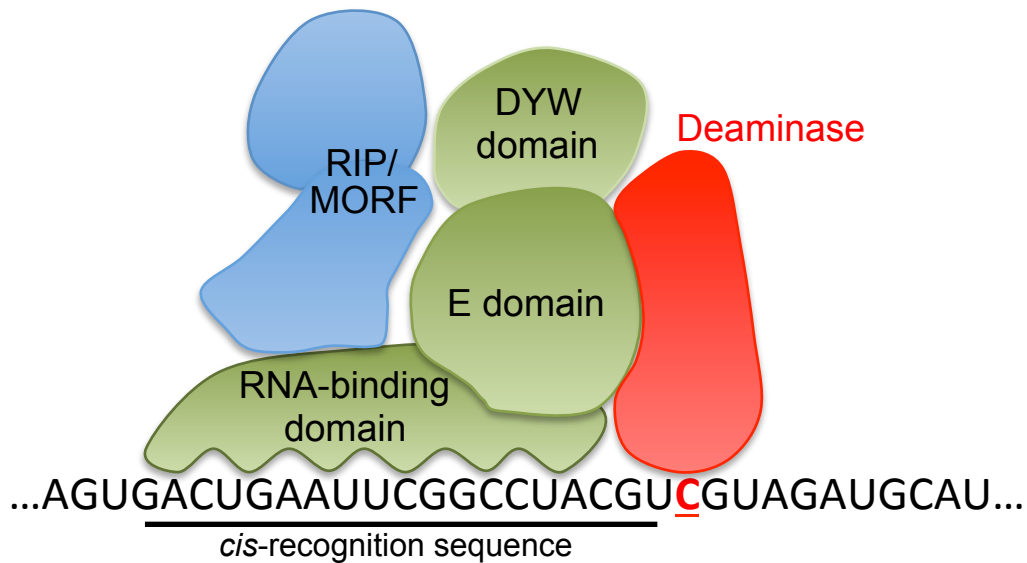 DYW
domain
Deaminase
RIP/
MORF
E domain
RNA-binding
domain
...AGUGACUGAAUUCGGCCUACGUCGUAGAUGCAU...
cis-recognition sequence